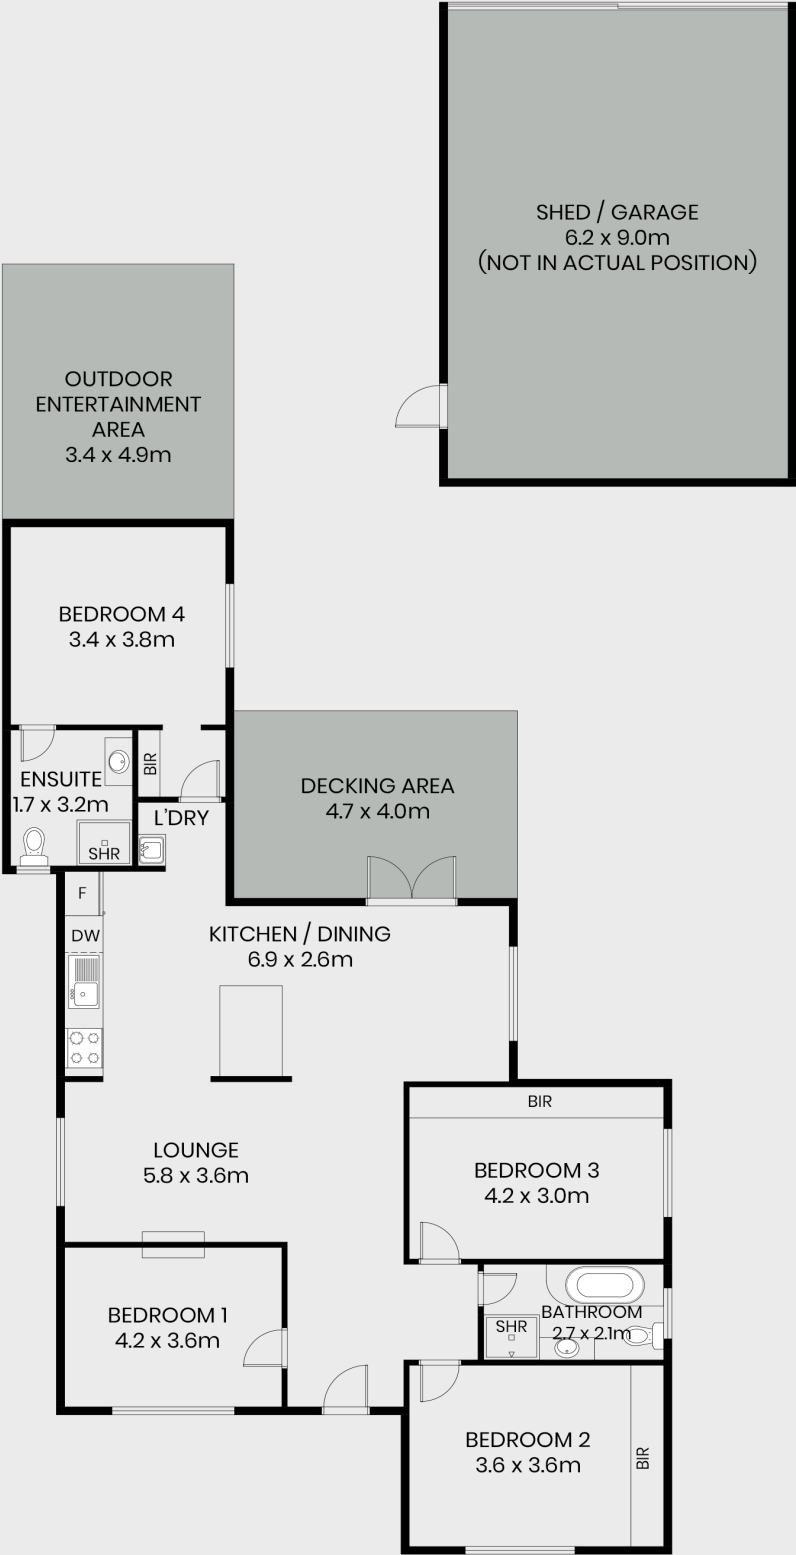 SHED / GARAGE
6.2 x 9.0m
(NOT IN ACTUAL POSITION)
OUTDOOR
ENTERTAINMENT
AREA
3.4 x 4.9m
BEDROOM 4
3.4 x 3.8m
BIR
ENSUITE
1.7 x 3.2m
SHR
L'DRY
DECKING AREA
4.7 x 4.0m
F
DW
KITCHEN / DINING
6.9 x 2.6m
LOUNGE
5.8 x 3.6m
BIR
BEDROOM 3
4.2 x 3.0m
BEDROOM 1
4.2 x 3.6m
BATHROOM
2.7 x 2.1m
SHR
BEDROOM 2
3.6 x 3.6m
BIR